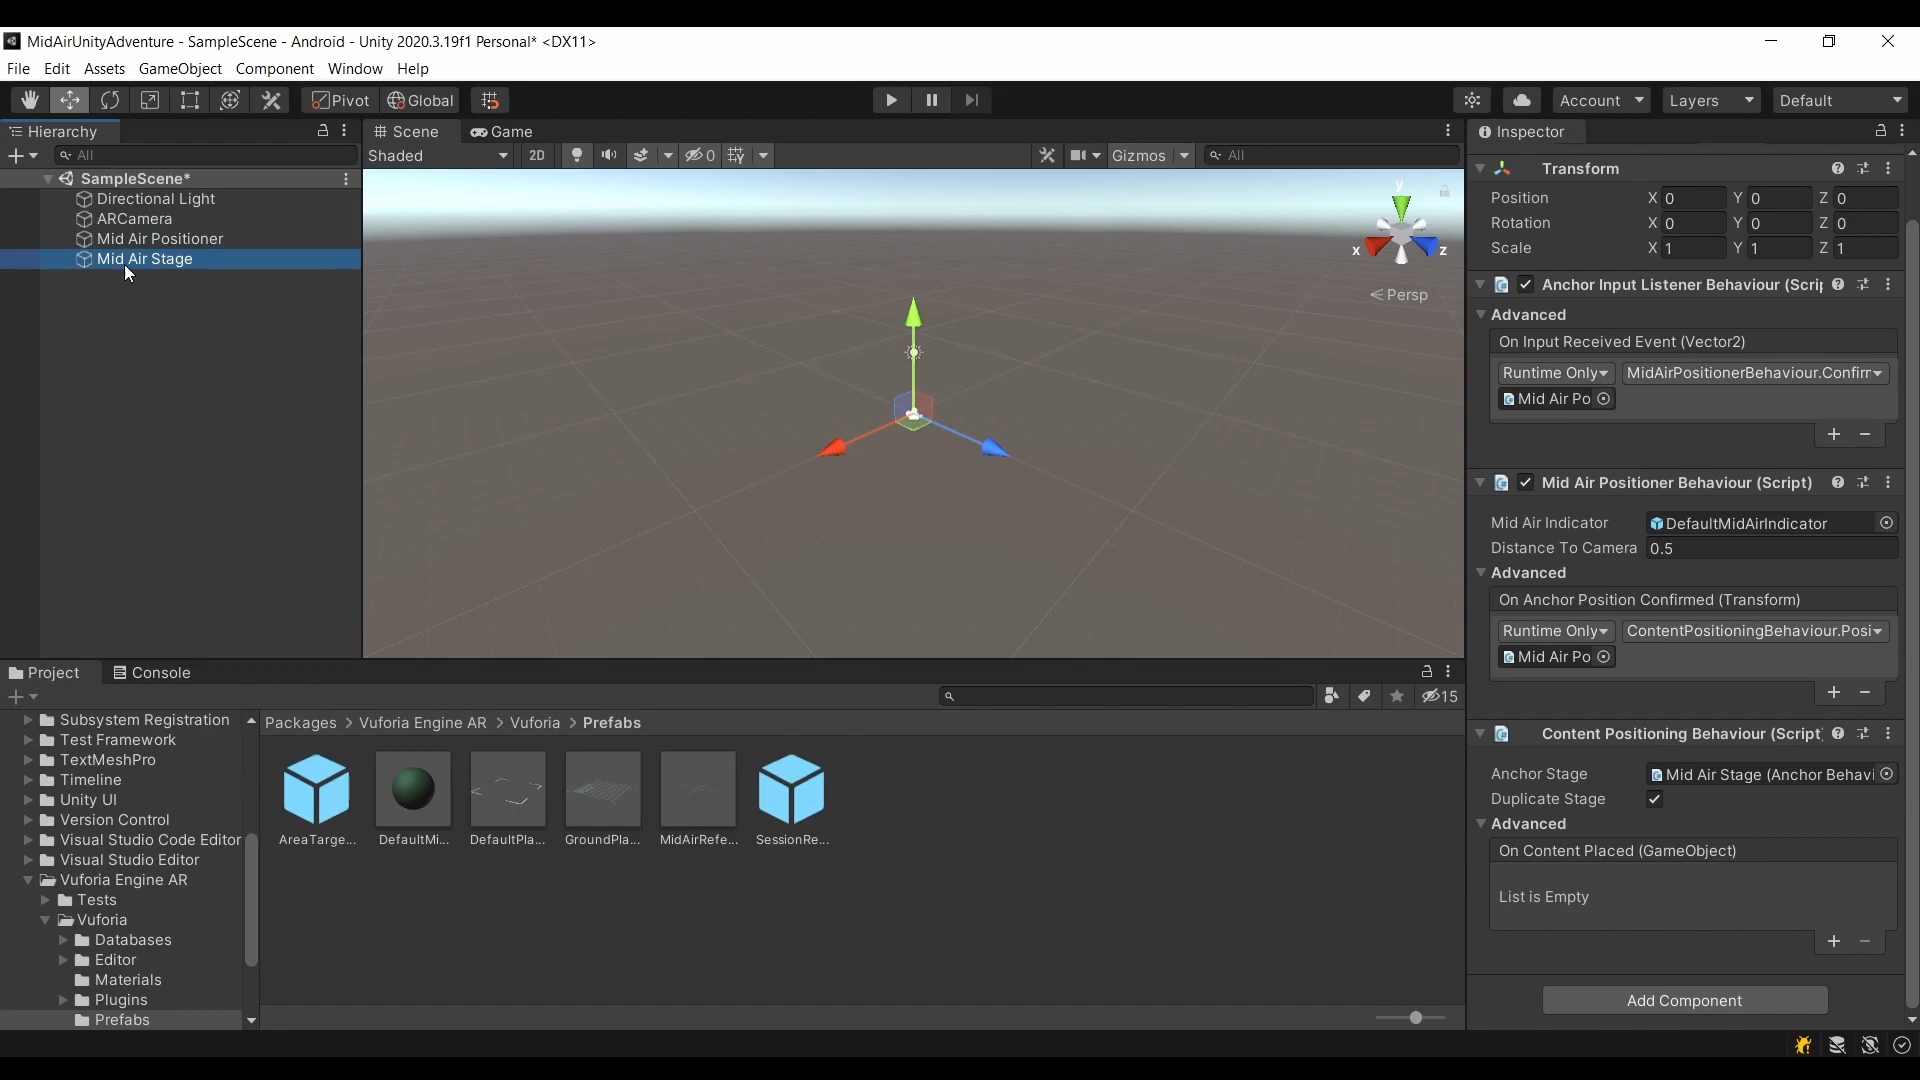 MidAirUnityAdventure - SampleScene - Android - Unity 2020.3.19f1 Personal* <DX11>
File Edit Assets GameObject Component Window Help
Pivot Global Account Layers Default
Hierarchy
All
SampleScene*
Directional Light
ARCamera
Mid Air Positioner
Mid Air Stage
Scene Game
Shaded 2D 0 Gizmos All
y
x z
Persp
Inspector
Transform
Position X 0 Y 0 Z 0
Rotation X 0 Y 0 Z 0
Scale X 1 Y 1 Z 1
Anchor Input Listener Behaviour (Scrip
Advanced
On Input Received Event (Vector2)
Runtime Only MidAirPositionerBehaviour.Confirm
Mid Air Po
Mid Air Positioner Behaviour (Script)
Mid Air Indicator DefaultMidAirIndicator
Distance To Camera 0.5
Advanced
On Anchor Position Confirmed (Transform)
Runtime Only ContentPositioningBehaviour.Posi
Mid Air Po
Content Positioning Behaviour (Script)
Anchor Stage Mid Air Stage (Anchor Behavi
Duplicate Stage
Advanced
On Content Placed (GameObject)
List is Empty
Add Component
Project Console
15
Subsystem Registration
Test Framework
TextMeshPro
Timeline
Unity UI
Version Control
Visual Studio Code Editor
Visual Studio Editor
Vuforia Engine AR
Tests
Vuforia
Databases
Editor
Materials
Plugins
Prefabs
Packages > Vuforia Engine AR > Vuforia > Prefabs
AreaTarge... DefaultMi... DefaultPla... GroundPla... MidAirRefe... SessionRe...